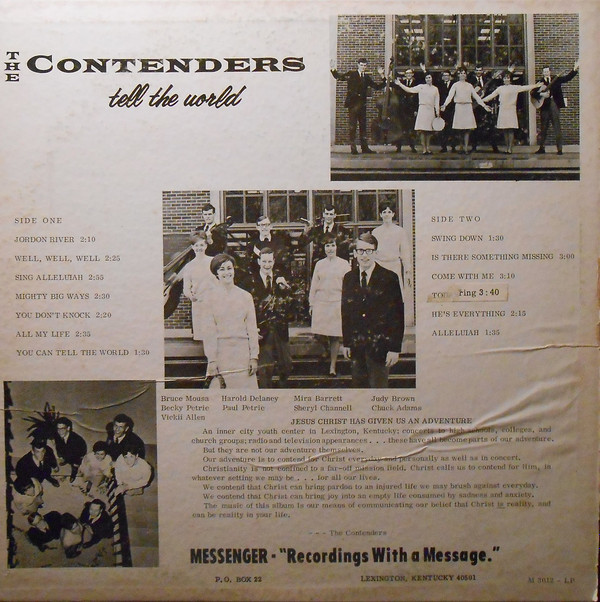 THE CONTENDERS
tell the world
SIDE ONE
JORDON RIVER 2:10
WELL, WELL, WELL 2:25
SING ALLELUIAH 2:55
MIGHTY BIG WAYS 2:30
YOU DON'T KNOCK 2:20
ALL MY LIFE 2:35
YOU CAN TELL THE WORLD 1:30
SIDE TWO
SWING DOWN 1:30
IS THERE SOMETHING MISSING 3:00
COME WITH ME 3:10
3:40
HE'S EVERYTHING 2:15
ALLELUIAH 1:35
Bruce Mousa Harold Delaney Mira Barrett Judy Brown
Becky Petrie Paul Petric Sheryl Channell Chuck Adams
Vickii Allen
JESUS CHRIST HAS GIVEN US AN ADVENTURE
An inner city youth center in Lexington, Kentucky; concerts to high schools, colleges, and
church groups; radio and television appearances . . . these have all become parts of our adventure.
But they are not our adventure themselves.
Our adventure is to contend for Christ everyday and personally as well as in concert.
Christianity is not confined to a far-off mission field. Christ calls us to contend for Him, in
whatever setting we may be . . . for all our lives.
We contend that Christ can bring pardon to an injured life we may brush against everyday.
We contend that Christ can bring joy into an empty life consumed by sadness and anxiety.
The music of this album is our means of communicating our belief that Christ is reality, and
can be reality in your life.
--- The Contenders
MESSENGER - "Recordings With a Message."
P.O. BOX 22 LEXINGTON, KENTUCKY 40501 M 2012 - LP